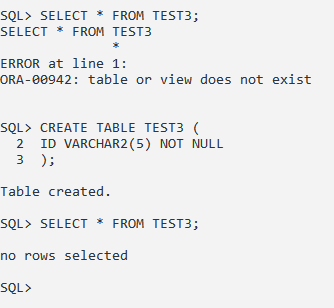 SQL> SELECT * FROM TEST3;
SELECT * FROM TEST3
*
ERROR at line 1:
ORA-00942: table or view does not exist
SQL> CREATE TABLE TEST3 (
2 ID VARCHAR2(5) NOT NULL
3 );
Table created.
SQL> SELECT * FROM TEST3;
no rows selected
SQL>